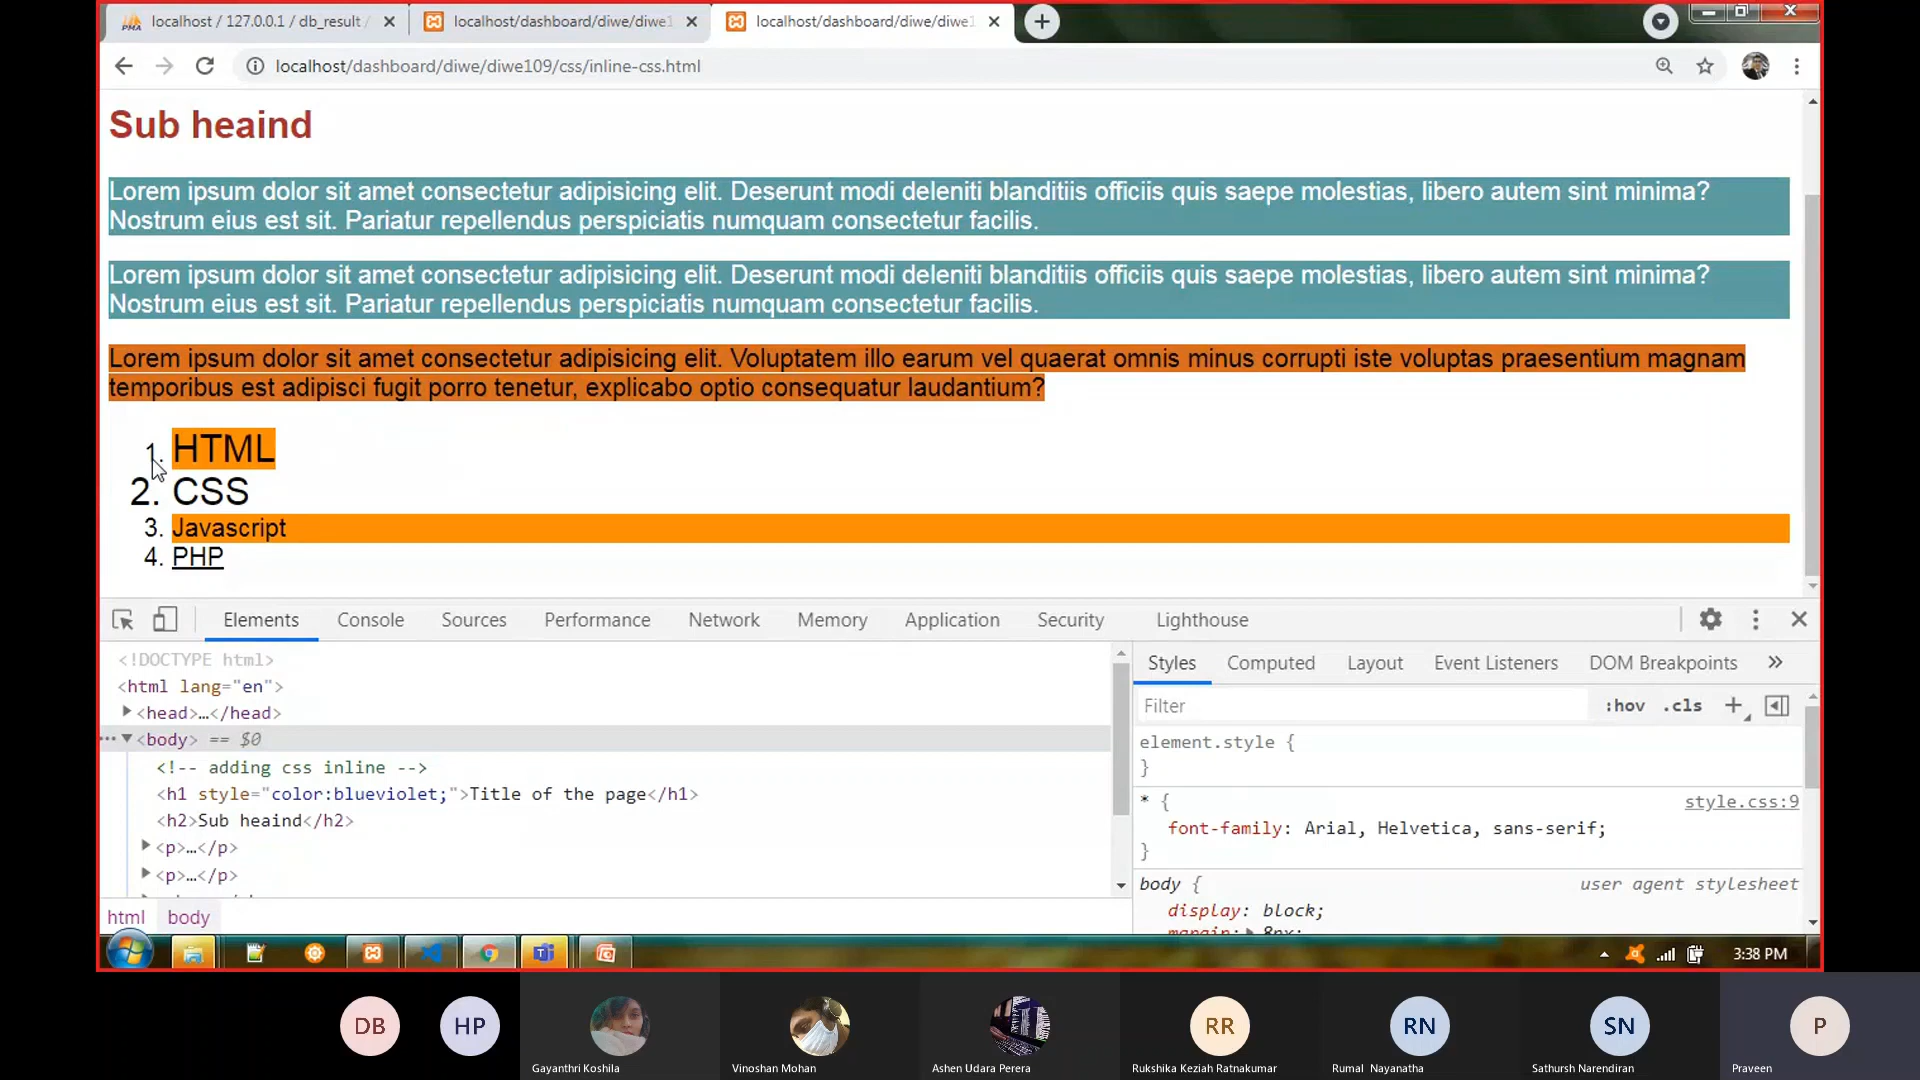 localhost / 127.0.0.1 / db_result /
localhost/dashboard/diwe/diwe1
localhost/dashboard/diwe/diwe1
localhost/dashboard/diwe/diwe109/css/inline-css.html
Sub heaind
Lorem ipsum dolor sit amet consectetur adipisicing elit. Deserunt modi deleniti blanditiis officiis quis saepe molestias, libero autem sint minima?
Nostrum eius est sit. Pariatur repellendus perspiciatis numquam consectetur facilis.
Lorem ipsum dolor sit amet consectetur adipisicing elit. Deserunt modi deleniti blanditiis officiis quis saepe molestias, libero autem sint minima?
Nostrum eius est sit. Pariatur repellendus perspiciatis numquam consectetur facilis.
Lorem ipsum dolor sit amet consectetur adipisicing elit. Voluptatem illo earum vel quaerat omnis minus corrupti iste voluptas praesentium magnam
temporibus est adipisci fugit porro tenetur, explicabo optio consequatur laudantium?
1. HTML
2. CSS
3. Javascript
4. PHP
Elements Console Sources Performance Network Memory Application Security Lighthouse
<!DOCTYPE html>
<html lang="en">
<head>…</head>
<body> == $0
<!-- adding css inline -->
<h1 style="color:blueviolet;">Title of the page</h1>
<h2>Sub heaind</h2>
<p>…</p>
<p>…</p>
html body
Styles Computed Layout Event Listeners DOM Breakpoints »
Filter :hov .cls +
element.style {
}
* { style.css:9
font-family: Arial, Helvetica, sans-serif;
}
body { user agent stylesheet
display: block;
margin: 8px;
3:38 PM
DB
HP
RR
RN
SN
P
Gayanthri Koshila
Vinoshan Mohan
Ashen Udara Perera
Rukshika Keziah Ratnakumar
Rumal Nayanatha
Sathursh Narendiran
Praveen